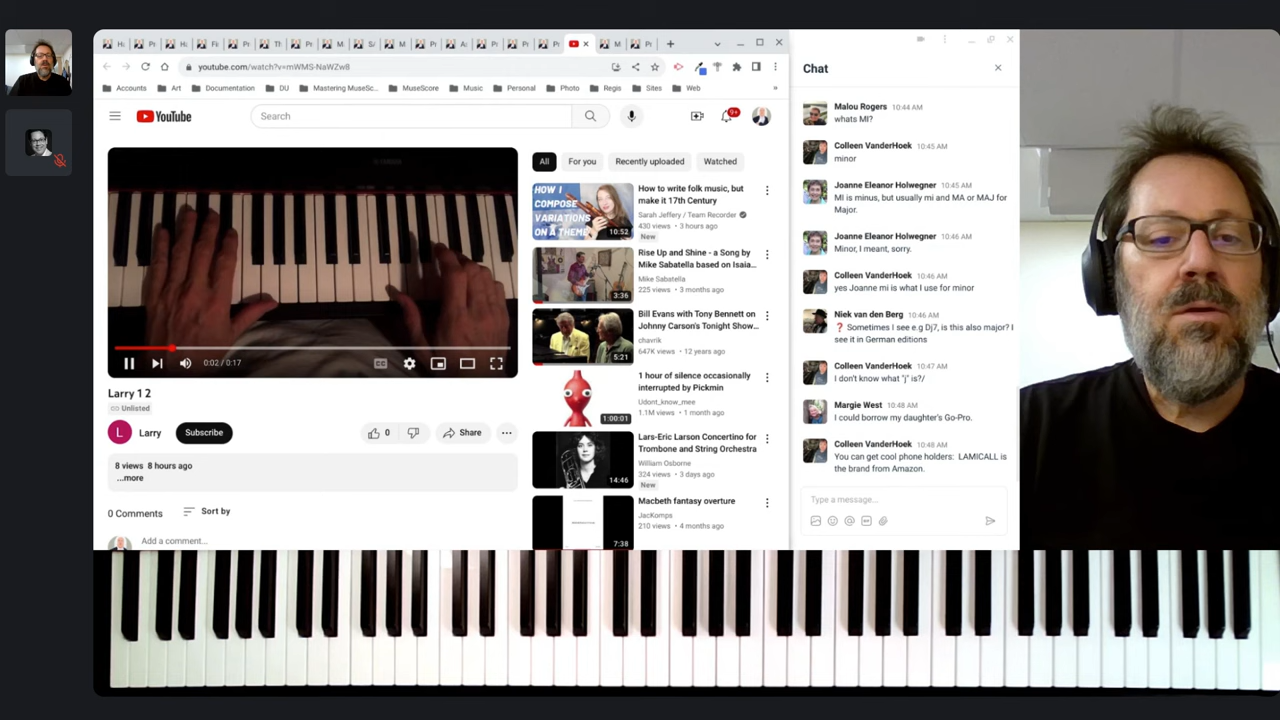 youtube.com/watch?v=mWMS-NaWZw8
Accounts
Art
Documentation
DU
Mastering MuseSc...
MuseScore
Music
Personal
Photo
Regis
Sites
Web
»
YouTube
Search
9+
All
For you
Recently uploaded
Watched
HOW I
COMPOSE
VARIATIONS
ON A THEME
10:52
How to write folk music, but
make it 17th Century
Sarah Jeffery / Team Recorder
430 views • 3 hours ago
New
3:36
Rise Up and Shine - a Song by
Mike Sabatella based on Isaia...
Mike Sabatella
225 views • 3 months ago
5:21
Bill Evans with Tony Bennett on
Johnny Carson's Tonight Show...
chavrik
647K views • 12 years ago
1:00:01
1 hour of silence occasionally
interrupted by Pickmin
Udont_know_me
1.1M views • 1 month ago
14:46
Lars-Eric Larson Concertino for
Trombone and String Orchestra
William Osborne
324 views • 3 days ago
New
7:38
Macbeth fantasy overture
JacKomps
210 views • 4 months ago
0:02 / 0:17
CC
Larry 1 2
Unlisted
L
Larry
Subscribe
0
Share
8 views 8 hours ago
...more
0 Comments
Sort by
Add a comment...
Chat
Malou Rogers 10:44 AM
whats MI?
Colleen VanderHoek 10:45 AM
minor
Joanne Eleanor Holwegner 10:45 AM
MI is minus, but usually mi and MA or MAJ for
Major.
Joanne Eleanor Holwegner 10:46 AM
Minor, I meant, sorry.
Colleen VanderHoek 10:46 AM
yes Joanne mi is what I use for minor
Niek van den Berg 10:46 AM
❓ Sometimes I see e.g Dj7, is this also major? I
see it in German editions
Colleen VanderHoek 10:47 AM
I don't know what "j" is?/
Margie West 10:48 AM
I could borrow my daughter's Go-Pro.
Colleen VanderHoek 10:48 AM
You can get cool phone holders: LAMICALL is
the brand from Amazon.
Type a message...